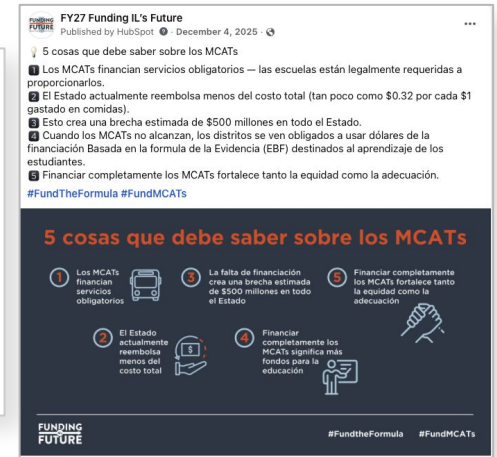 FY27 Funding IL's Future
Published by HubSpot · December 4, 2025 ·
5 cosas que debe saber sobre los MCATs
1 Los MCATs financian servicios obligatorios — las escuelas están legalmente requeridas a
proporcionarlos.
2 El Estado actualmente reembolsa menos del costo total (tan poco como $0.32 por cada $1
gastado en comidas).
3 Esto crea una brecha estimada de $500 millones en todo el Estado.
4 Cuando los MCATs no alcanzan, los distritos se ven obligados a usar dólares de la
financiación Basada en la formula de la Evidencia (EBF) destinados al aprendizaje de los
estudiantes.
5 Financiar completamente los MCATs fortalece tanto la equidad como la adecuación.
#FundTheFormula #FundMCATs
5 cosas que debe saber sobre los MCATs
1
Los MCATs
financian
servicios
obligatorios
2
El Estado
actualmente
reembolsa
menos del
costo total
$
3
La falta de financiación
crea una brecha estimada
de $500 millones en todo
el Estado
4
Financiar
completamente los
MCATs significa más
fondos para la
educación
5
Financiar completamente
los MCATs fortalece tanto
la equidad como la
adecuación
FUNDING
FUTURE
#FundtheFormula #FundMCATs